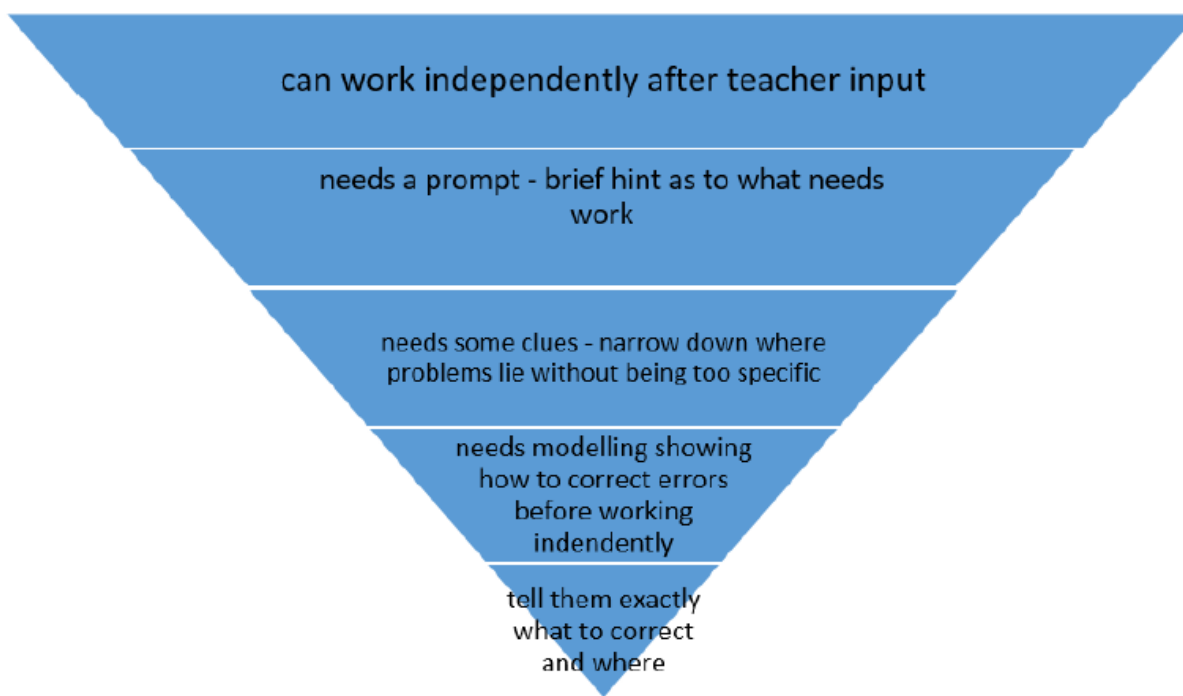 can work independently after teacher input
needs a prompt - brief hint as to what needs
work
needs some clues - narrow down where
problems lie without being too specific
needs modelling showing
how to correct errors
before working
indendently
tell them exactly
what to correct
and where